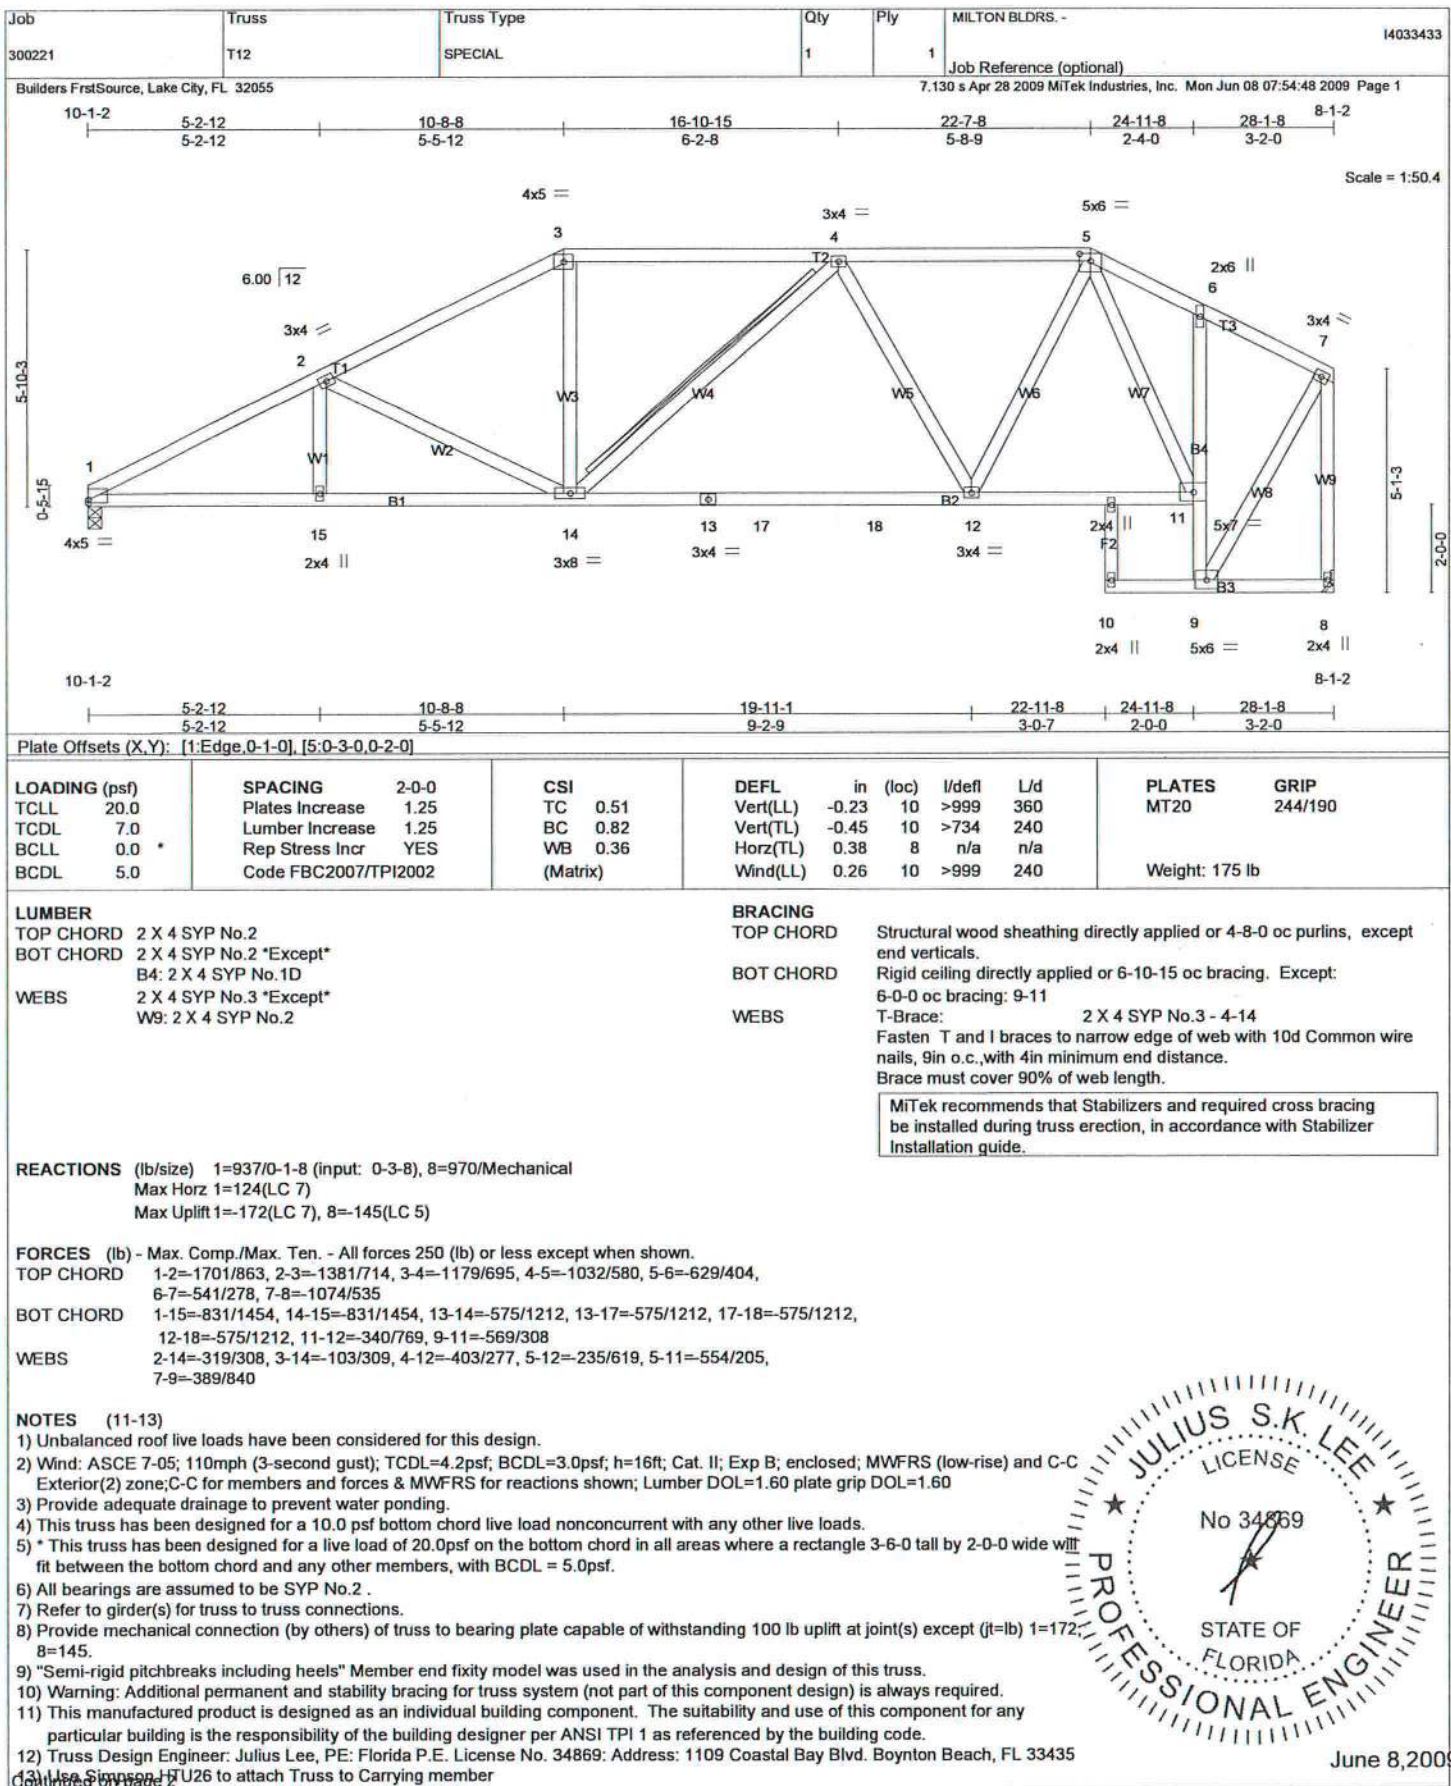 Job Truss Truss Type Qty Ply MILTON BLDRS. -
I4033433
300221 T12 SPECIAL 1 1
Job Reference (optional)
Builders FrstSource, Lake City, FL 32055 7.130 s Apr 28 2009 MiTek Industries, Inc. Mon Jun 08 07:54:48 2009 Page 1
10-1-2 5-2-12 10-8-8 16-10-15 22-7-8 24-11-8 28-1-8 8-1-2
5-2-12 5-5-12 6-2-8 5-8-9 2-4-0 3-2-0
Scale = 1:50.4
4x5 =
3x4 =
5x6 =
3
4
5
T2
6.00 12
2x6 ||
6
T3
3x4
2
T1
3x4
7
5-10-3
W3
W4
W5
W6
W7
W1
W2
B4
W8
W9
5-1-3
1
0-5-15
B1
B2
4x5 =
15
2x4 ||
14
3x8 =
13
3x4 =
17
18
12
3x4 =
2x4 ||
F2
11
5x7 =
2-0-0
B3
10
2x4 ||
9
5x6 =
8
2x4 ||
10-1-2 8-1-2
5-2-12 10-8-8 19-11-1 22-11-8 24-11-8 28-1-8
5-2-12 5-5-12 9-2-9 3-0-7 2-0-0 3-2-0
Plate Offsets (X,Y): [1:Edge,0-1-0], [5:0-3-0,0-2-0]
LOADING (psf) SPACING 2-0-0 CSI DEFL in (loc) l/defl L/d PLATES GRIP
TCLL 20.0 Plates Increase 1.25 TC 0.51 Vert(LL) -0.23 10 >999 360 MT20 244/190
TCDL 7.0 Lumber Increase 1.25 BC 0.82 Vert(TL) -0.45 10 >734 240
BCLL 0.0 * Rep Stress Incr YES WB 0.36 Horz(TL) 0.38 8 n/a n/a
BCDL 5.0 Code FBC2007/TPI2002 (Matrix) Wind(LL) 0.26 10 >999 240 Weight: 175 lb
LUMBER
TOP CHORD 2 X 4 SYP No.2
BOT CHORD 2 X 4 SYP No.2 *Except*
B4: 2 X 4 SYP No.1D
WEBS 2 X 4 SYP No.3 *Except*
W9: 2 X 4 SYP No.2
BRACING
TOP CHORD Structural wood sheathing directly applied or 4-8-0 oc purlins, except
end verticals.
BOT CHORD Rigid ceiling directly applied or 6-10-15 oc bracing. Except:
6-0-0 oc bracing: 9-11
WEBS T-Brace: 2 X 4 SYP No.3 - 4-14
Fasten T and I braces to narrow edge of web with 10d Common wire
nails, 9in o.c.,with 4in minimum end distance.
Brace must cover 90% of web length.
MiTek recommends that Stabilizers and required cross bracing
be installed during truss erection, in accordance with Stabilizer
Installation guide.
REACTIONS (lb/size) 1=937/0-1-8 (input: 0-3-8), 8=970/Mechanical
Max Horz 1=124(LC 7)
Max Uplift 1=-172(LC 7), 8=-145(LC 5)
FORCES (lb) - Max. Comp./Max. Ten. - All forces 250 (lb) or less except when shown.
TOP CHORD 1-2=-1701/863, 2-3=-1381/714, 3-4=-1179/695, 4-5=-1032/580, 5-6=-629/404,
6-7=-541/278, 7-8=-1074/535
BOT CHORD 1-15=-831/1454, 14-15=-831/1454, 13-14=-575/1212, 13-17=-575/1212, 17-18=-575/1212,
12-18=-575/1212, 11-12=-340/769, 9-11=-569/308
WEBS 2-14=-319/308, 3-14=-103/309, 4-12=-403/277, 5-12=-235/619, 5-11=-554/205,
7-9=-389/840
NOTES (11-13)
1) Unbalanced roof live loads have been considered for this design.
2) Wind: ASCE 7-05; 110mph (3-second gust); TCDL=4.2psf; BCDL=3.0psf; h=16ft; Cat. II; Exp B; enclosed; MWFRS (low-rise) and C-C
Exterior(2) zone;C-C for members and forces & MWFRS for reactions shown; Lumber DOL=1.60 plate grip DOL=1.60
3) Provide adequate drainage to prevent water ponding.
4) This truss has been designed for a 10.0 psf bottom chord live load nonconcurrent with any other live loads.
5) * This truss has been designed for a live load of 20.0psf on the bottom chord in all areas where a rectangle 3-6-0 tall by 2-0-0 wide will
fit between the bottom chord and any other members, with BCDL = 5.0psf.
6) All bearings are assumed to be SYP No.2 .
7) Refer to girder(s) for truss to truss connections.
8) Provide mechanical connection (by others) of truss to bearing plate capable of withstanding 100 lb uplift at joint(s) except (jt=lb) 1=172,
8=145.
9) "Semi-rigid pitchbreaks including heels" Member end fixity model was used in the analysis and design of this truss.
10) Warning: Additional permanent and stability bracing for truss system (not part of this component design) is always required.
11) This manufactured product is designed as an individual building component. The suitability and use of this component for any
particular building is the responsibility of the building designer per ANSI TPI 1 as referenced by the building code.
12) Truss Design Engineer: Julius Lee, PE: Florida P.E. License No. 34869: Address: 1109 Coastal Bay Blvd. Boynton Beach, FL 33435
13) Use Simpson HTU26 to attach Truss to Carrying member
Continued on page 2
JULIUS S.K. LEE
LICENSE
No 34869
STATE OF
FLORIDA
PROFESSIONAL ENGINEER
June 8,2009